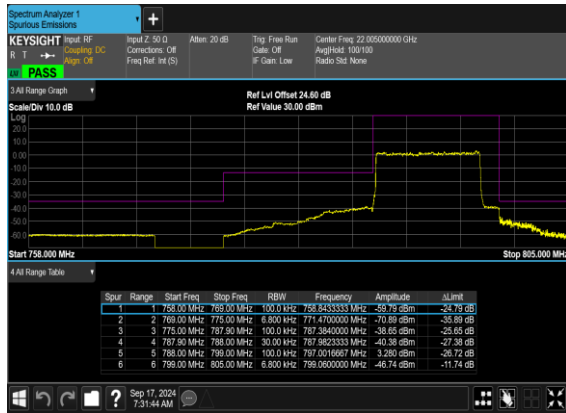 Spectrum Analyzer 1
Spurious Emissions
KEYSIGHT Input: RF Input Z: 50 Ω Atten: 20 dB Trig: Free Run Center Freq: 22.005000000 GHz
R T Coupling: DC Corrections: Off Gate: Off Avg|Hold: 100/100
Align: Off Freq Ref: Int (S) IF Gain: Low Radio Std: None
PASS
3 All Range Graph
Ref Lvl Offset 24.60 dB
Scale/Div 10.0 dB Ref Value 30.00 dBm
Log
20.0
10.0
0.00
-10.0
-20.0
-30.0
-40.0
-50.0
-60.0
Start 758.000 MHz Stop 805.000 MHz
4 All Range Table
Spur Range Start Freq Stop Freq RBW Frequency Amplitude ΔLimit
1 1 758.00 MHz 769.00 MHz 100.0 kHz 758.8433333 MHz -59.79 dBm -24.79 dB
2 2 769.00 MHz 775.00 MHz 6.800 kHz 771.4700000 MHz -70.89 dBm -35.89 dB
3 3 775.00 MHz 787.90 MHz 100.0 kHz 787.3840000 MHz -38.65 dBm -25.65 dB
4 4 787.90 MHz 788.00 MHz 30.00 kHz 787.9823333 MHz -40.38 dBm -27.38 dB
5 5 788.00 MHz 799.00 MHz 100.0 kHz 797.0016667 MHz 3.280 dBm -26.72 dB
6 6 799.00 MHz 805.00 MHz 6.800 kHz 799.0600000 MHz -46.74 dBm -11.74 dB
? Sep 17, 2024
7:31:44 AM